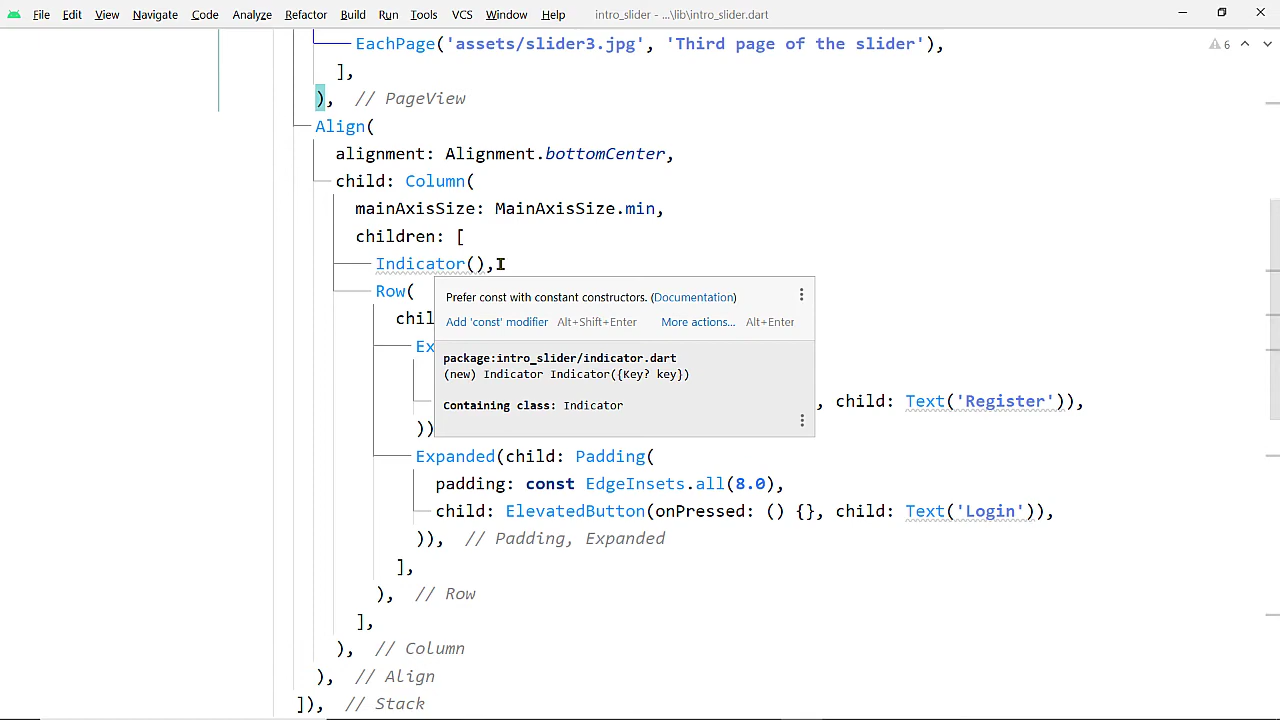 File Edit View Navigate Code Analyze Refactor Build Run Tools VCS Window Help intro_slider - ...\lib\intro_slider.dart
EachPage('assets/slider3.jpg', 'Third page of the slider'),
6
],
), // PageView
Align(
alignment: Alignment.bottomCenter,
child: Column(
mainAxisSize: MainAxisSize.min,
children: [
Indicator(),
Row(
Prefer const with constant constructors. (Documentation)
chil
Add 'const' modifier Alt+Shift+Enter More actions... Alt+Enter
Ex
package:intro_slider/indicator.dart
(new) Indicator Indicator({Key? key})
Containing class: Indicator
, child: Text('Register')),
))
Expanded(child: Padding(
padding: const EdgeInsets.all(8.0),
child: ElevatedButton(onPressed: () {}, child: Text('Login')),
)), // Padding, Expanded
],
), // Row
],
), // Column
), // Align
]), // Stack